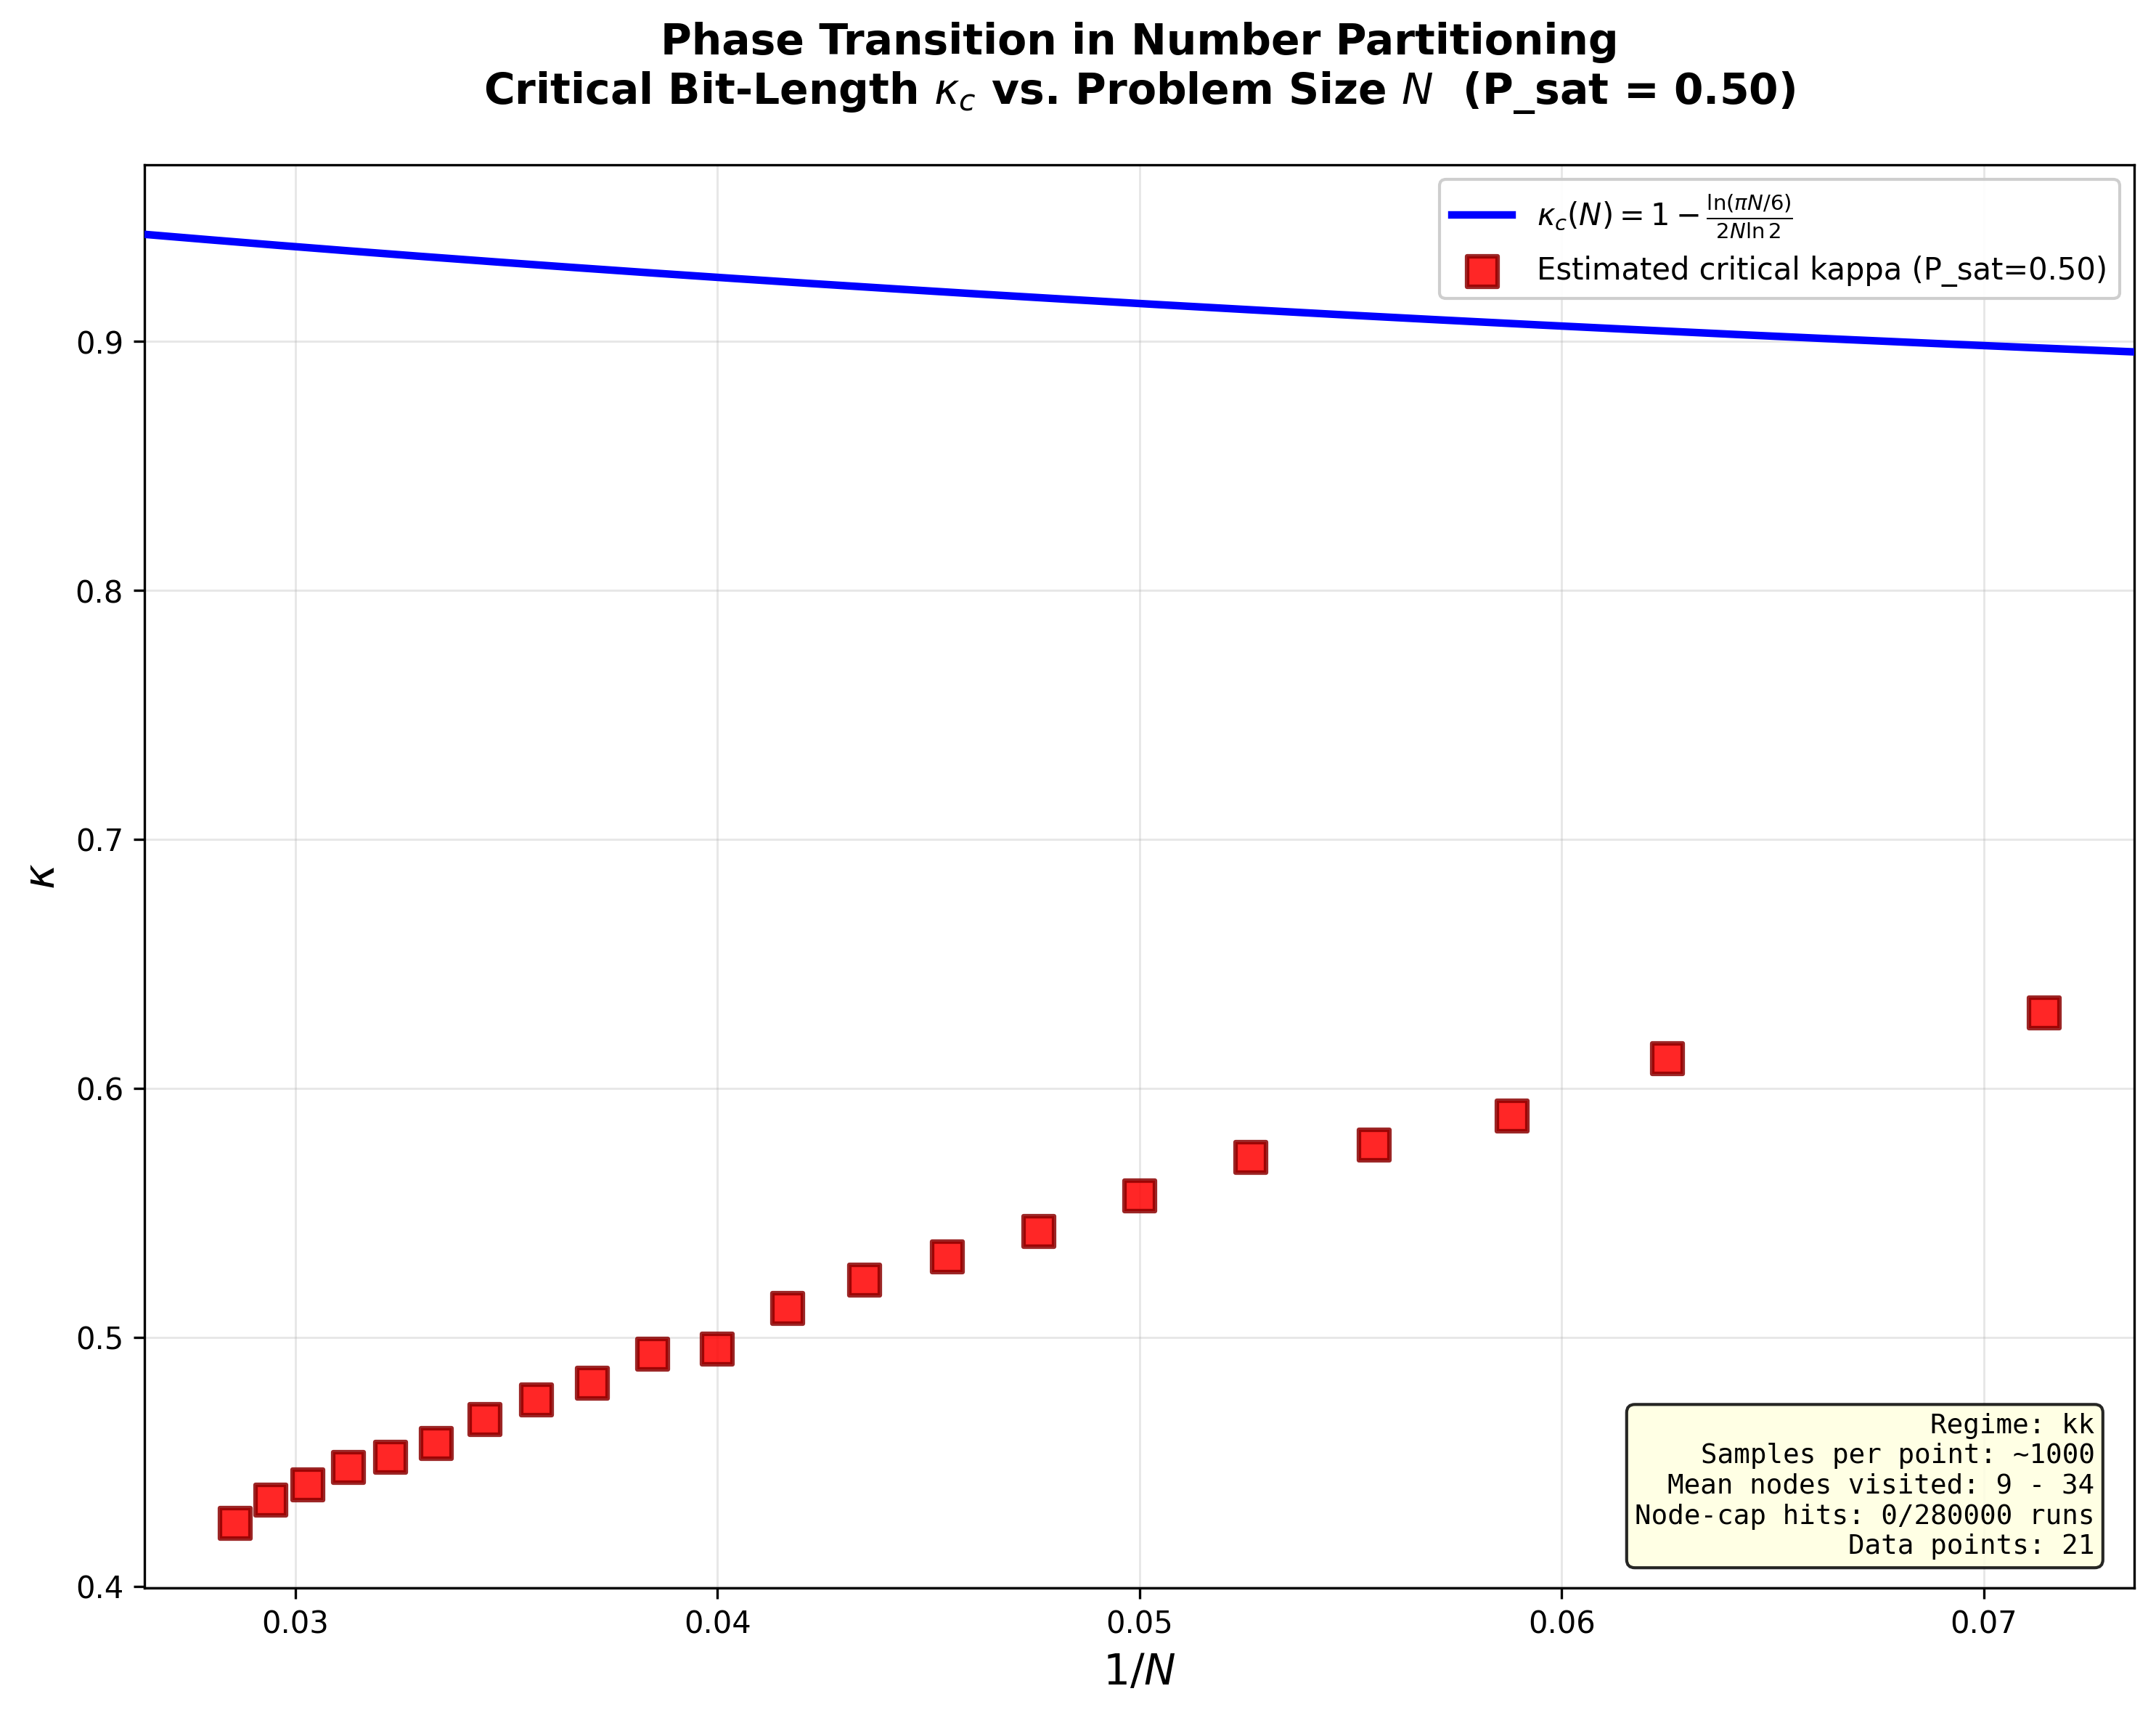 Phase Transition in Number Partitioning
Critical Bit-Length κ_c vs. Problem Size N (P_sat = 0.50)
κ_c(N) = 1 − ln(πN/6) / 2N ln 2
Estimated critical kappa (P_sat=0.50)
0.9
0.8
0.7
0.6
0.5
0.4
κ
Regime: kk
Samples per point: ~1000
Mean nodes visited: 9 - 34
Node-cap hits: 0/280000 runs
Data points: 21
0.03 0.04 0.05 0.06 0.07
1/N